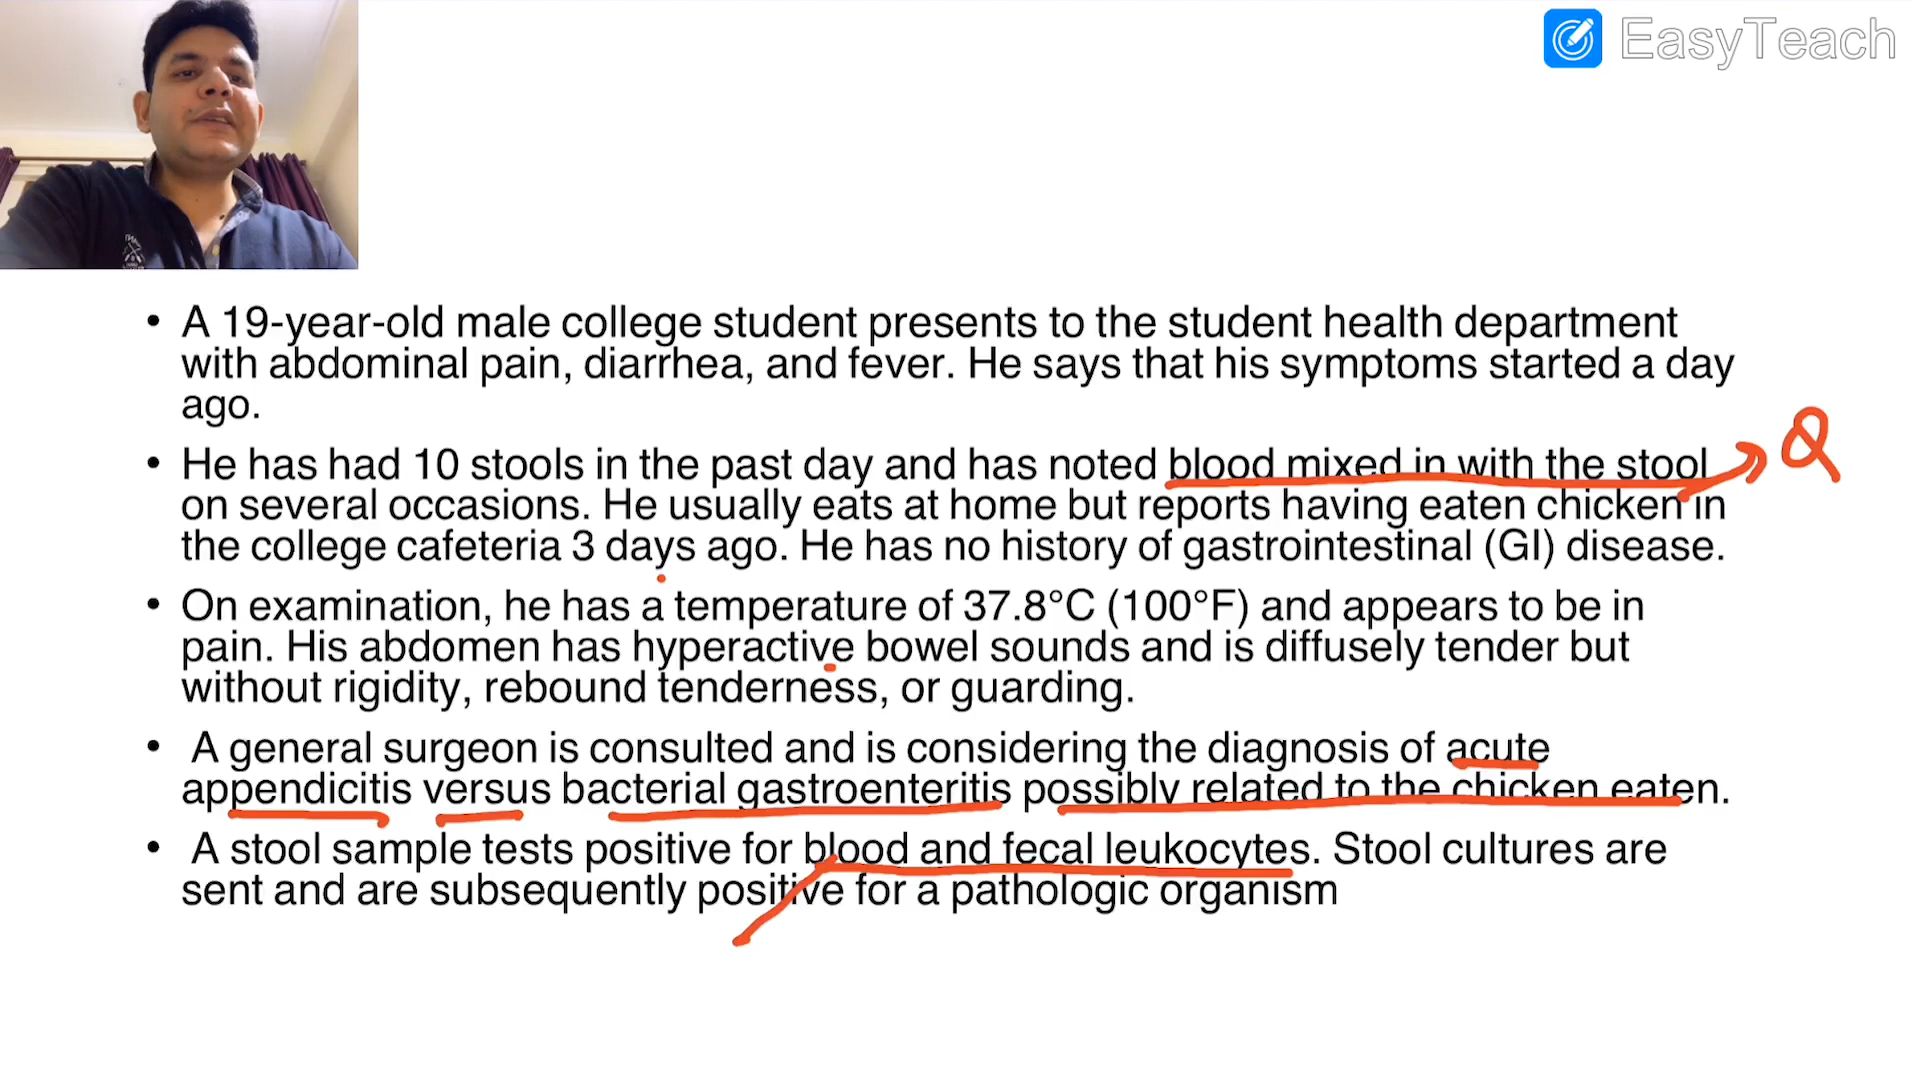 EasyTeach
• A 19-year-old male college student presents to the student health department
with abdominal pain, diarrhea, and fever. He says that his symptoms started a day
ago.
• He has had 10 stools in the past day and has noted blood mixed in with the stool
on several occasions. He usually eats at home but reports having eaten chicken in
the college cafeteria 3 days ago. He has no history of gastrointestinal (GI) disease.
• On examination, he has a temperature of 37.8°C (100°F) and appears to be in
pain. His abdomen has hyperactive bowel sounds and is diffusely tender but
without rigidity, rebound tenderness, or guarding.
• A general surgeon is consulted and is considering the diagnosis of acute
appendicitis versus bacterial gastroenteritis possibly related to the chicken eaten.
• A stool sample tests positive for blood and fecal leukocytes. Stool cultures are
sent and are subsequently positive for a pathologic organism